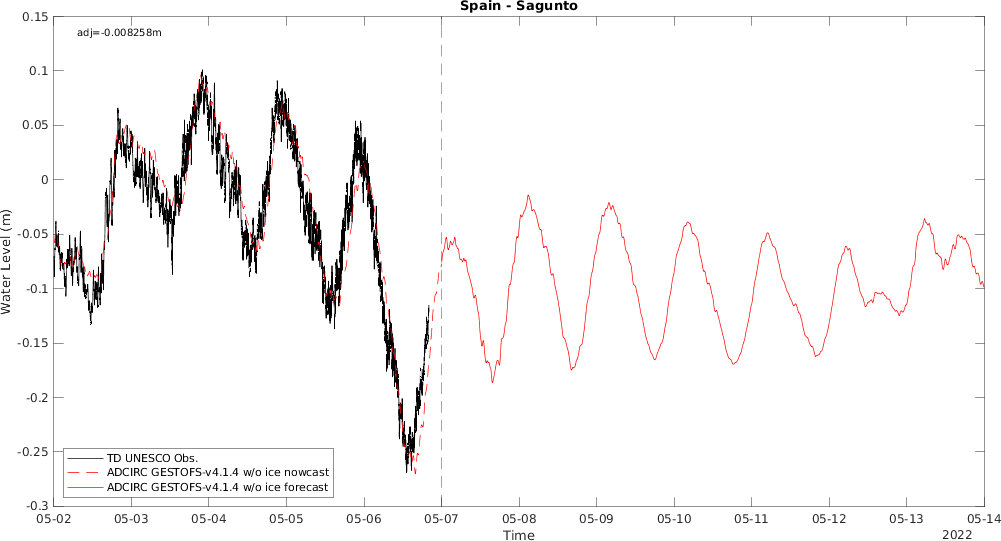 Spain - Sagunto
adj=-0.008258m
0.15
0.1
0.05
0
-0.05
-0.1
-0.15
-0.2
-0.25
-0.3
Water Level (m)
TD UNESCO Obs.
ADCIRC GESTOFS-v4.1.4 w/o ice nowcast
ADCIRC GESTOFS-v4.1.4 w/o ice forecast
05-02 05-03 05-04 05-05 05-06 05-07 05-08 05-09 05-10 05-11 05-12 05-13 05-14
Time
2022